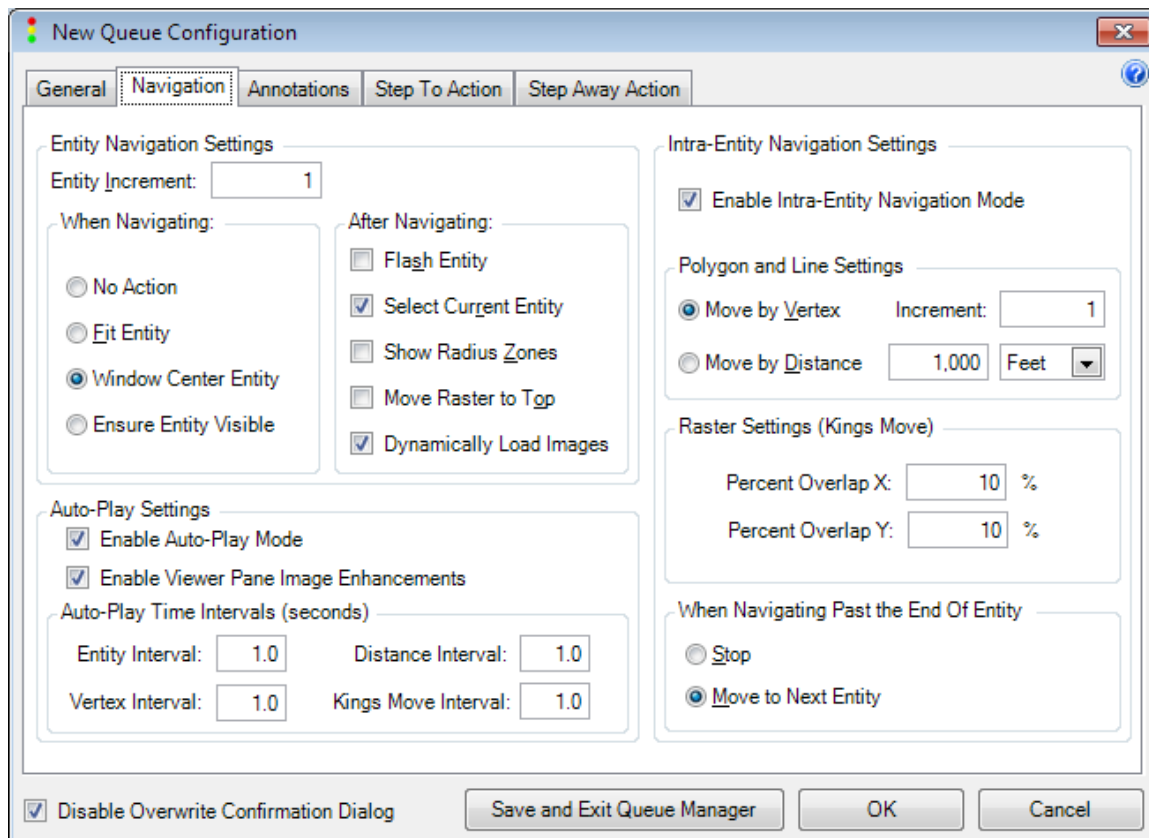 New Queue Configuration
General Navigation Annotations Step To Action Step Away Action
Entity Navigation Settings
Entity Increment: 1
When Navigating:
No Action
Fit Entity
Window Center Entity
Ensure Entity Visible
After Navigating:
Flash Entity
Select Current Entity
Show Radius Zones
Move Raster to Top
Dynamically Load Images
Auto-Play Settings
Enable Auto-Play Mode
Enable Viewer Pane Image Enhancements
Auto-Play Time Intervals (seconds)
Entity Interval: 1.0 Distance Interval: 1.0
Vertex Interval: 1.0 Kings Move Interval: 1.0
Intra-Entity Navigation Settings
Enable Intra-Entity Navigation Mode
Polygon and Line Settings
Move by Vertex Increment: 1
Move by Distance 1,000 Feet
Raster Settings (Kings Move)
Percent Overlap X: 10 %
Percent Overlap Y: 10 %
When Navigating Past the End Of Entity
Stop
Move to Next Entity
Disable Overwrite Confirmation Dialog Save and Exit Queue Manager OK Cancel